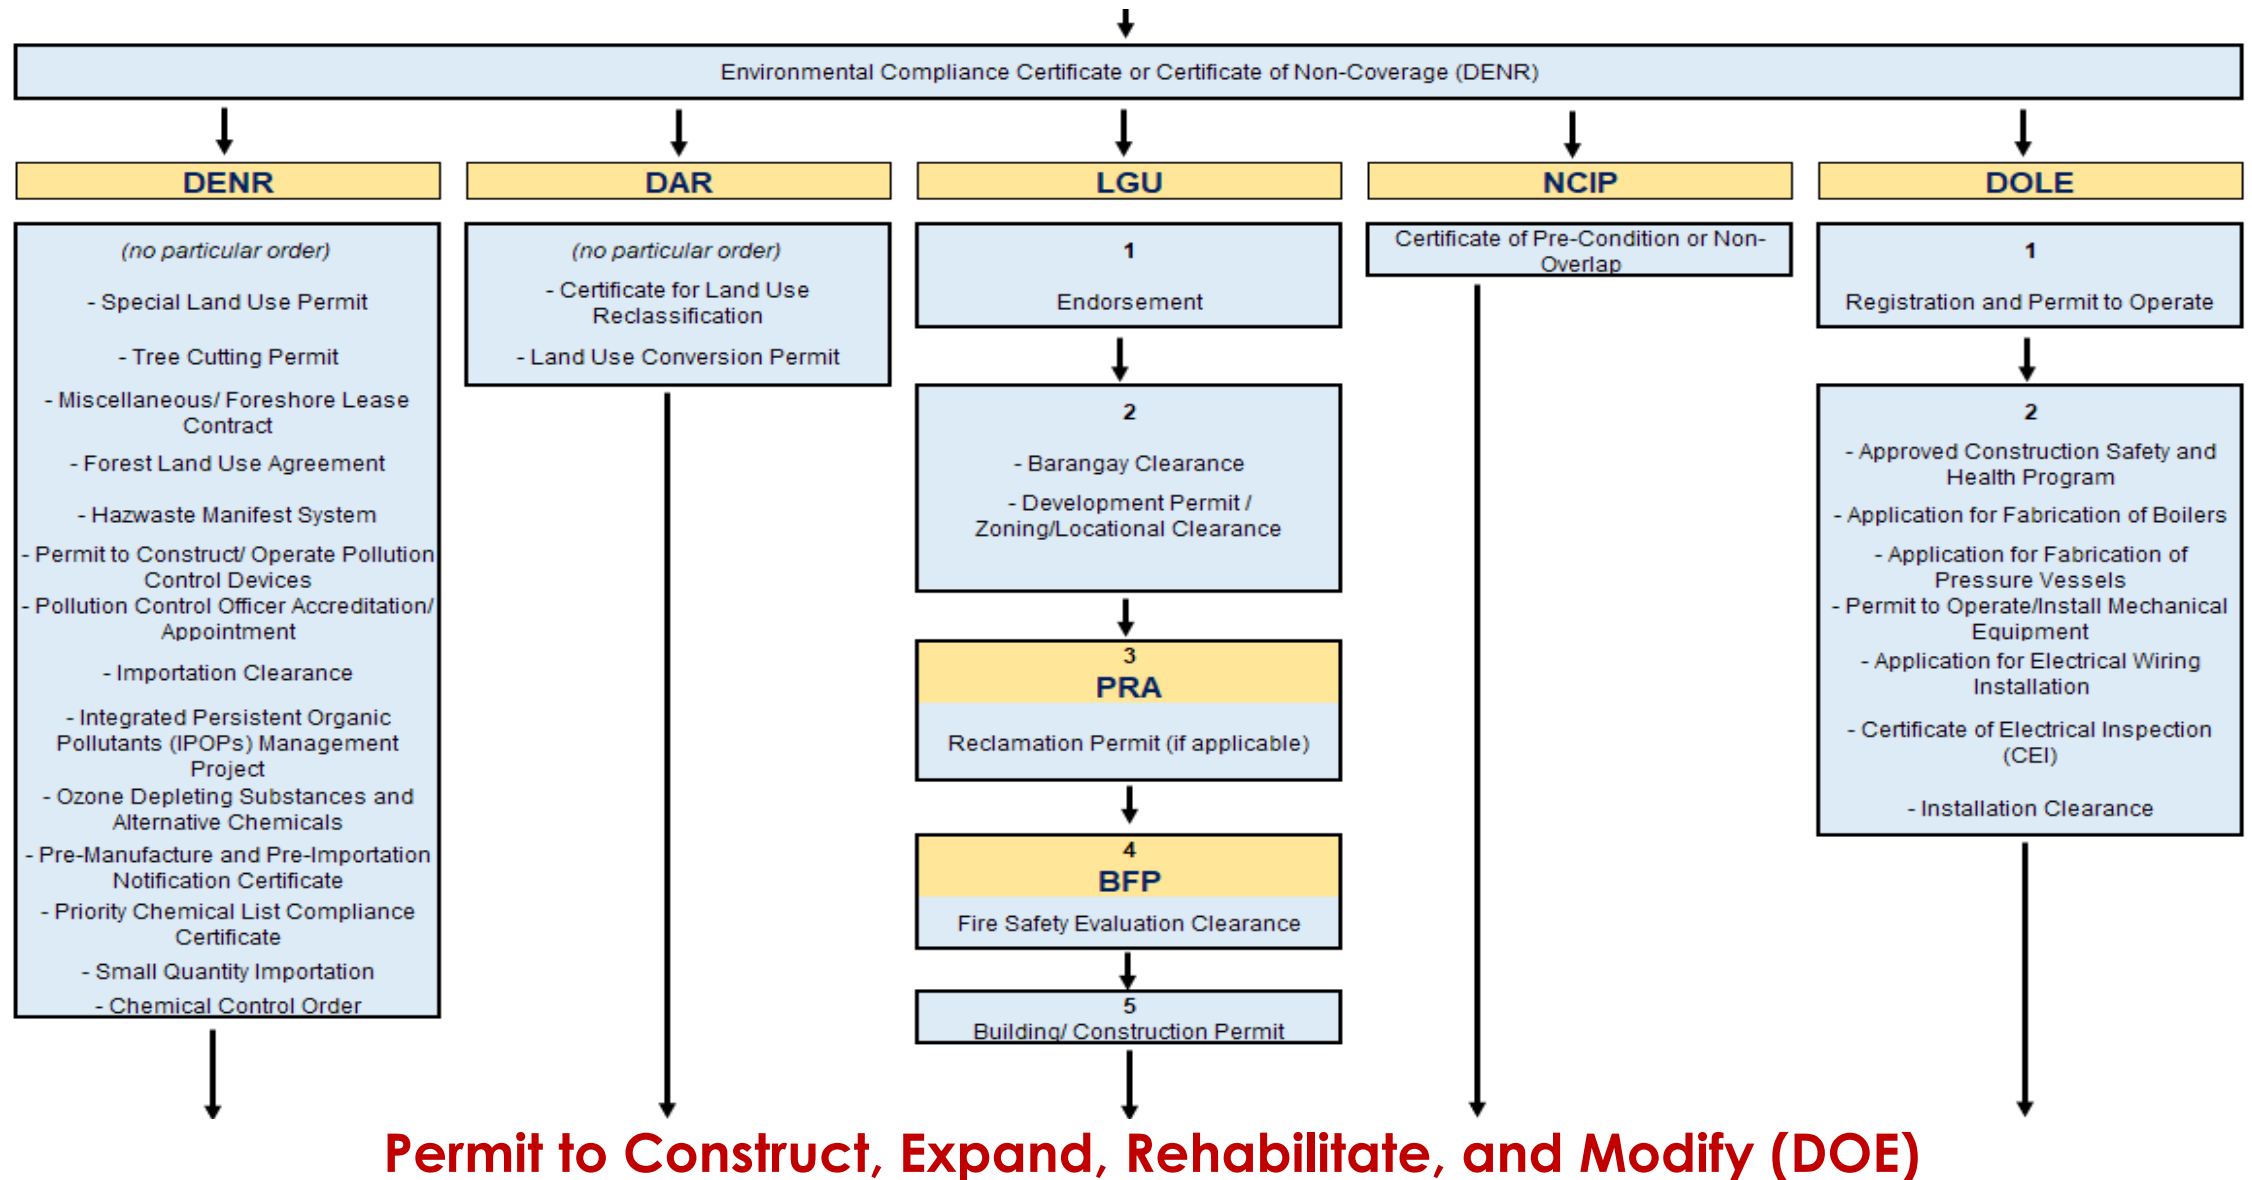 Environmental Compliance Certificate or Certificate of Non-Coverage (DENR)
DENR
(no particular order)
- Special Land Use Permit
- Tree Cutting Permit
- Miscellaneous/ Foreshore Lease
Contract
- Forest Land Use Agreement
- Hazwaste Manifest System
- Permit to Construct/ Operate Pollution
Control Devices
- Pollution Control Officer Accreditation/
Appointment
- Importation Clearance
- Integrated Persistent Organic
Pollutants (IPOPs) Management
Project
- Ozone Depleting Substances and
Alternative Chemicals
- Pre-Manufacture and Pre-Importation
Notification Certificate
- Priority Chemical List Compliance
Certificate
- Small Quantity Importation
- Chemical Control Order
DAR
(no particular order)
- Certificate for Land Use
Reclassification
- Land Use Conversion Permit
LGU
1
Endorsement
2
- Barangay Clearance
- Development Permit /
Zoning/Locational Clearance
3
PRA
Reclamation Permit (if applicable)
4
BFP
Fire Safety Evaluation Clearance
5
Building/ Construction Permit
NCIP
Certificate of Pre-Condition or Non-
Overlap
DOLE
1
Registration and Permit to Operate
2
- Approved Construction Safety and
Health Program
- Application for Fabrication of Boilers
- Application for Fabrication of
Pressure Vessels
- Permit to Operate/Install Mechanical
Equipment
- Application for Electrical Wiring
Installation
- Certificate of Electrical Inspection
(CEI)
- Installation Clearance
Permit to Construct, Expand, Rehabilitate, and Modify (DOE)